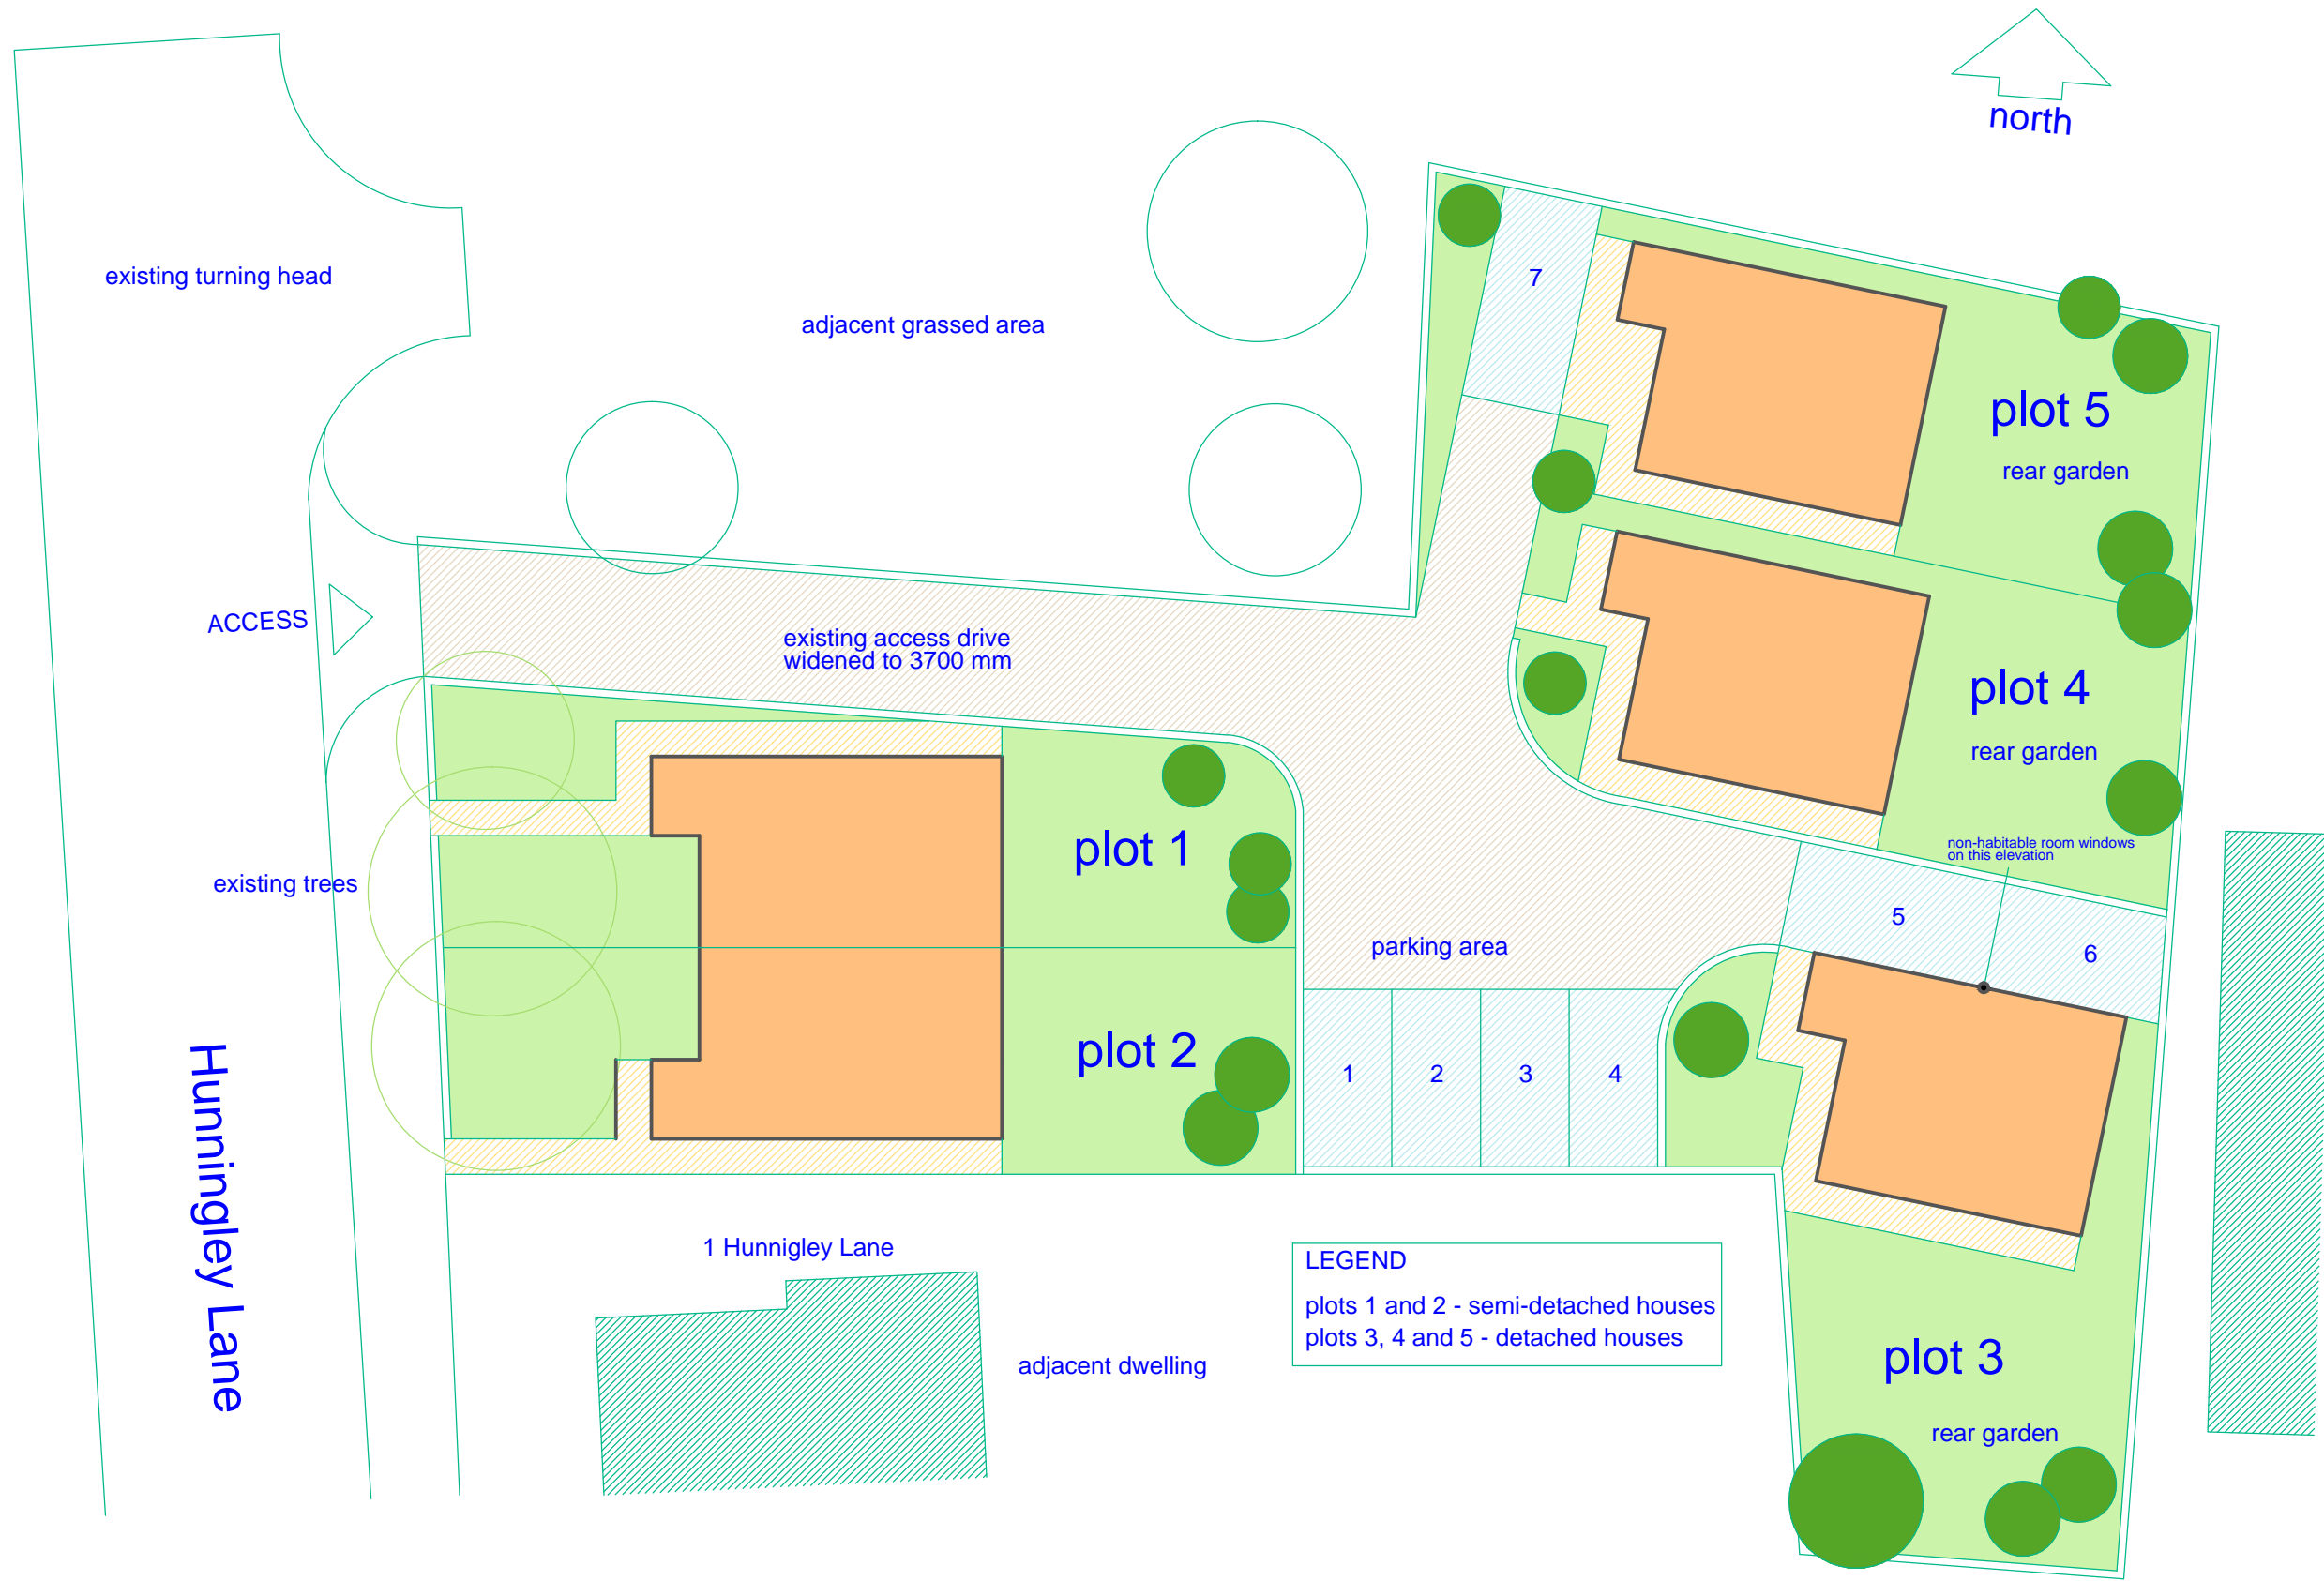 north
existing turning head
7
adjacent grassed area
plot 5
rear garden
ACCESS
existing access drive
widened to 3700 mm
plot 4
rear garden
plot 1
non-habitable room windows
on this elevation
existing trees
5
parking area
6
plot 2
1
2
3
4
Hunningley Lane
1 Hunnigley Lane
LEGEND
plots 1 and 2 - semi-detached houses
plots 3, 4 and 5 - detached houses
adjacent dwelling
plot 3
rear garden